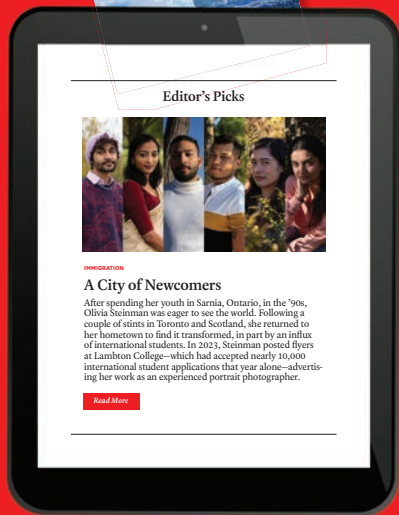 Editor’s Picks
IMMIGRATION
A City of Newcomers
After spending her youth in Sarnia, Ontario, in the ’90s,
Olivia Steinman was eager to see the world. Following a
couple of stints in Toronto and Scotland, she returned to
her hometown to find it transformed, in part by an influx
of international students. In 2023, Steinman posted flyers
at Lambton College—which had accepted nearly 10,000
international student applications that year alone—advertis-
ing her work as an experienced portrait photographer.
Read More